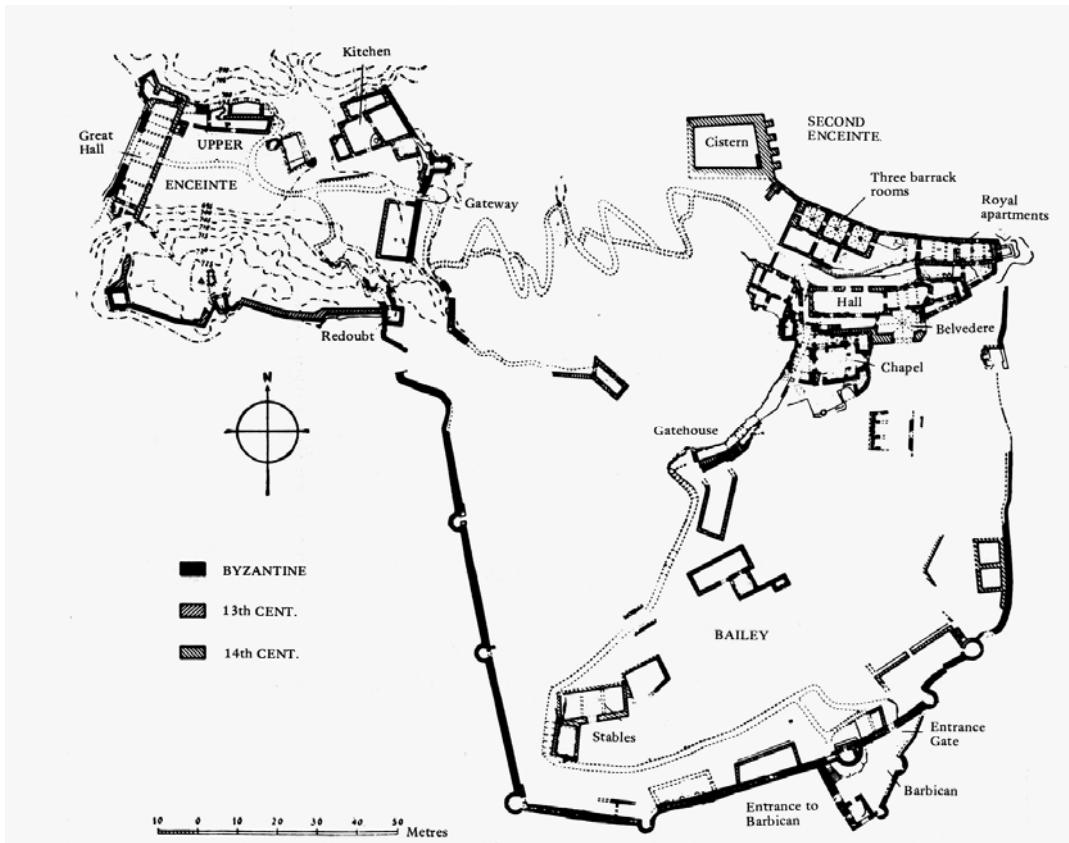 Kitchen
Great
Hall
UPPER
ENCEINTE
Gateway
Redoubt
Cistern
SECOND
ENCEINTE.
Three barrack
rooms
Royal
apartments
Hall
Belvedere
Chapel
Gatehouse
N
BYZANTINE
13th CENT.
14th CENT.
BAILEY
Stables
Entrance
Gate
Barbican
Entrance to
Barbican
10 0 10 20 30 40 50 Metres